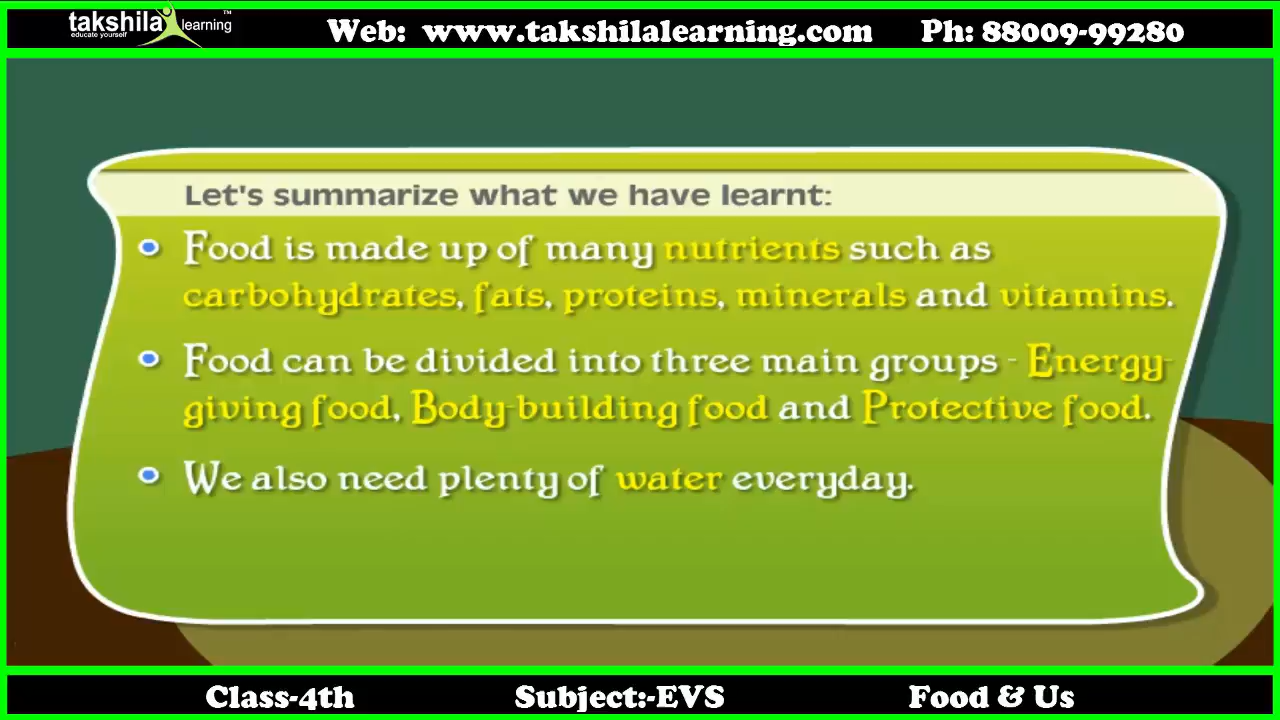 takshila learning ™
educate yourself
Web: www.takshilalearning.com Ph: 88009-99280
Let's summarize what we have learnt:
Food is made up of many nutrients such as
carbohydrates, fats, proteins, minerals and vitamins.
Food can be divided into three main groups - Energy-
giving food, Body-building food and Protective food.
We also need plenty of water everyday.
Class-4th Subject:-EVS Food & Us